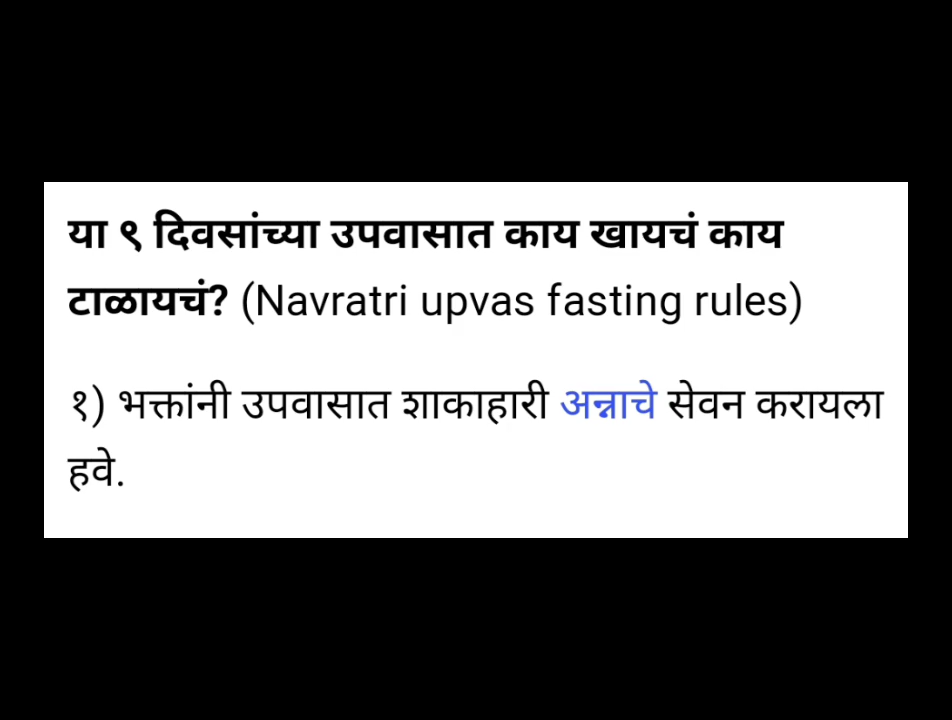 या ९ दिवसांच्या उपवासात काय खायचं काय
टाळायचं? (Navratri upvas fasting rules)
१) भक्तांनी उपवासात शाकाहारी अन्नाचे सेवन करायला
हवे.